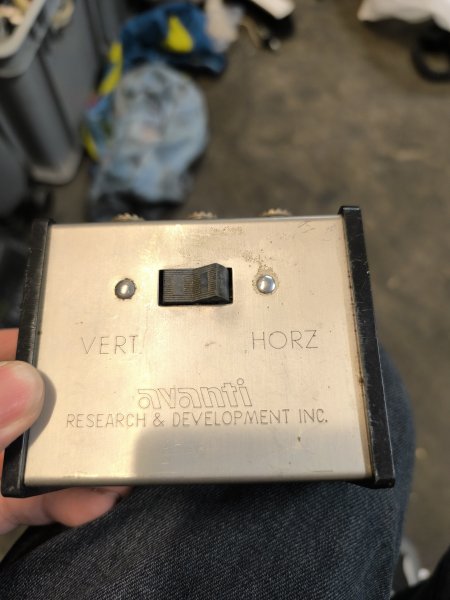 VERT. HORZ
avanti
RESEARCH & DEVELOPMENT INC.